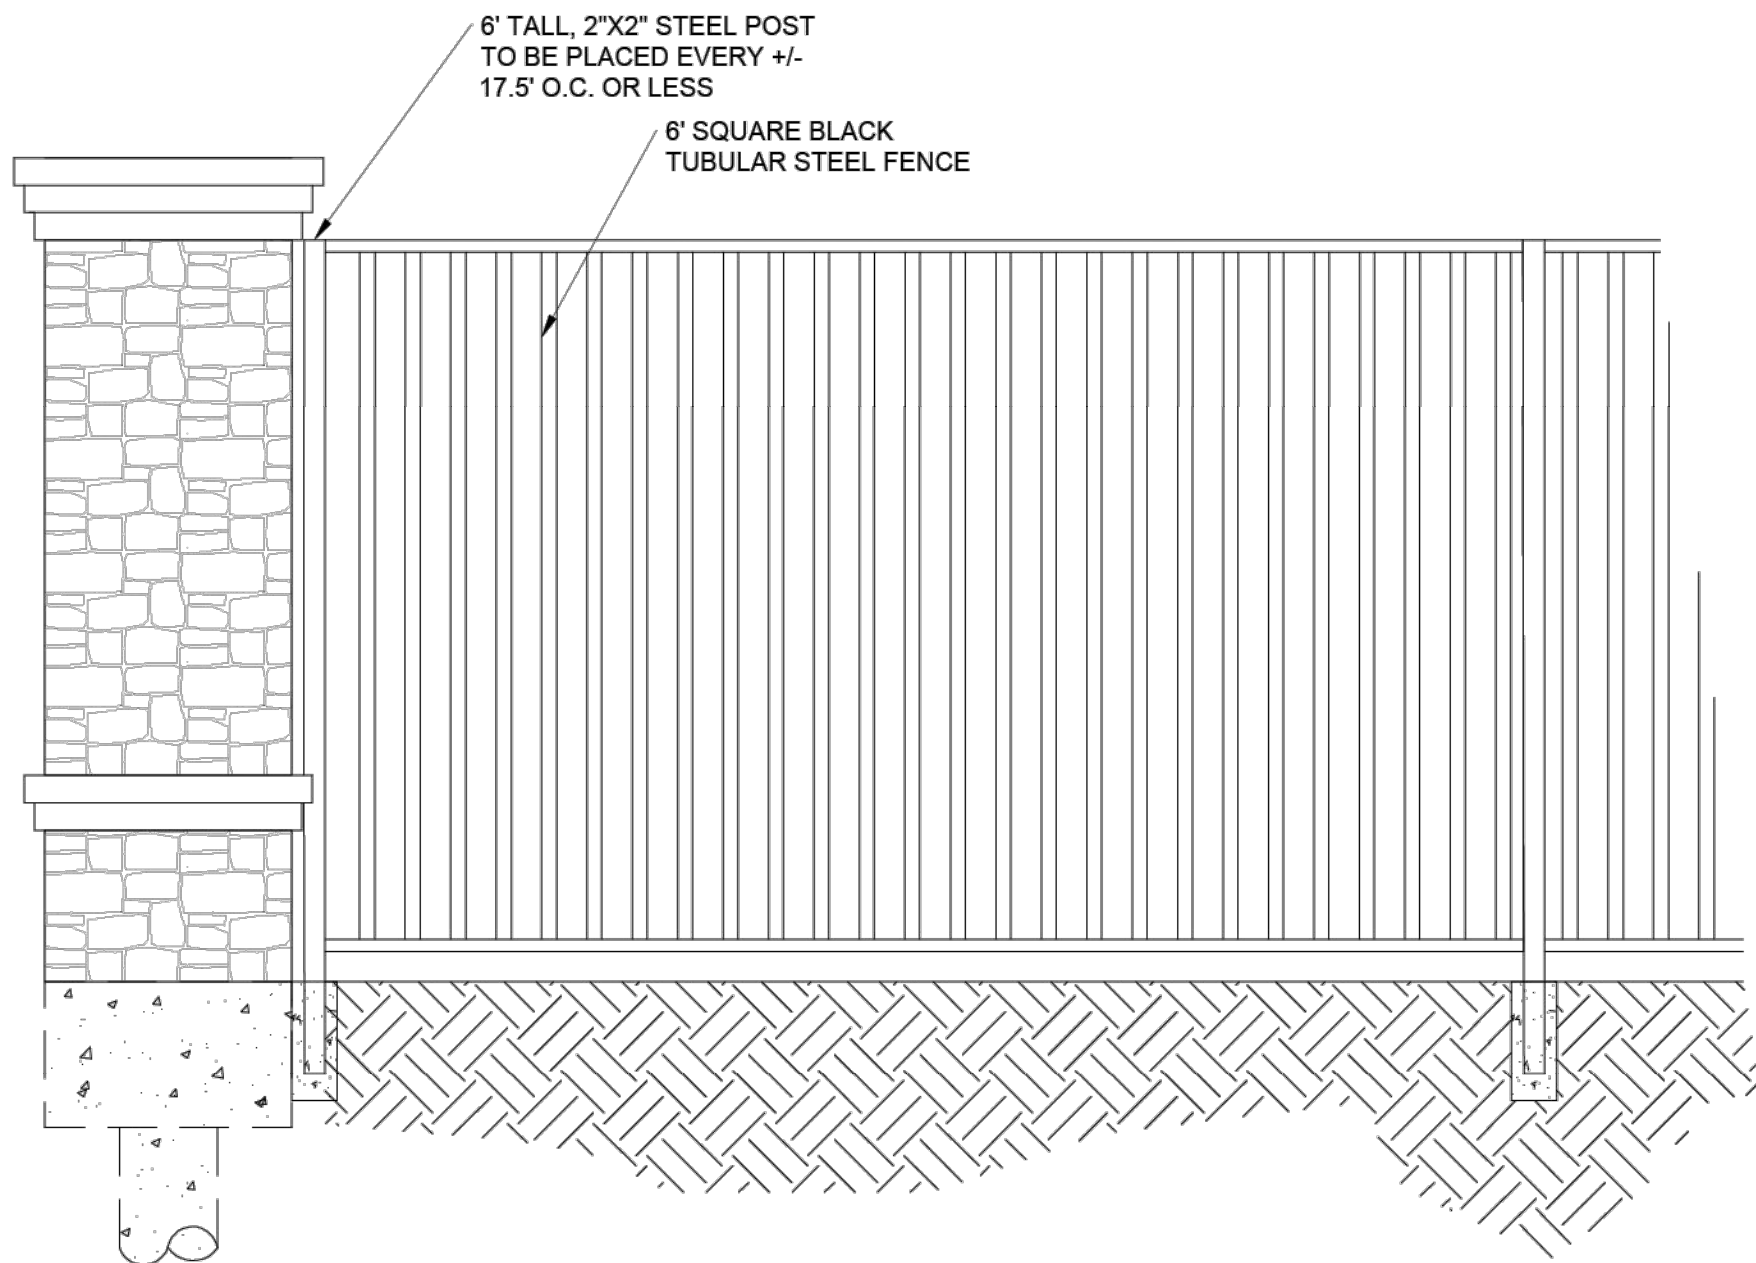 6' TALL, 2"X2" STEEL POST
TO BE PLACED EVERY +/-
17.5' O.C. OR LESS
6' SQUARE BLACK
TUBULAR STEEL FENCE